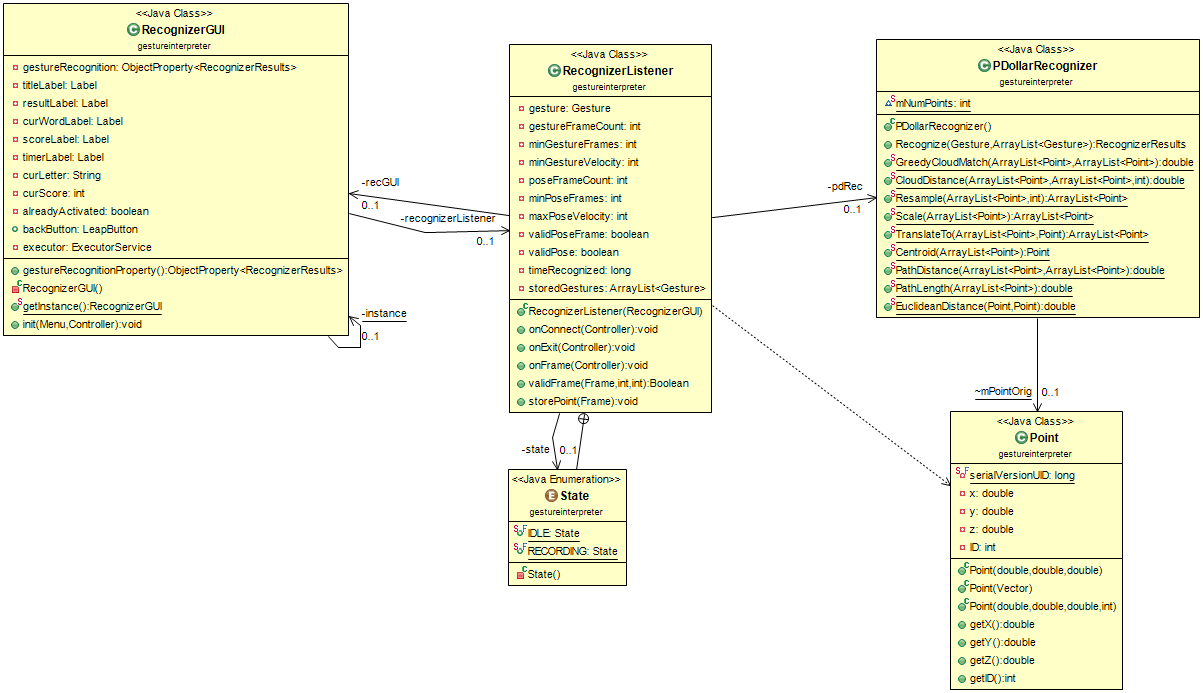 <<Java Class>>
RecognizerGUI
gestureinterpreter
gestureRecognition: ObjectProperty<RecognizerResults>
titleLabel: Label
resultLabel: Label
curWordLabel: Label
scoreLabel: Label
timerLabel: Label
curLetter: String
curScore: int
alreadyActivated: boolean
backButton: LeapButton
executor: ExecutorService
gestureRecognitionProperty():ObjectProperty<RecognizerResults>
RecognizerGUI()
getInstance():RecognizerGUI
init(Menu,Controller):void
-instance
0..1
-recGUI
0..1
-recognizerListener
0..1
<<Java Class>>
RecognizerListener
gestureinterpreter
gesture: Gesture
gestureFrameCount: int
minGestureFrames: int
minGestureVelocity: int
poseFrameCount: int
minPoseFrames: int
maxPoseVelocity: int
validPoseFrame: boolean
validPose: boolean
timeRecognized: long
storedGestures: ArrayList<Gesture>
RecognizerListener(RecognizerGUI)
onConnect(Controller):void
onExit(Controller):void
onFrame(Controller):void
validFrame(Frame,int,int):Boolean
storePoint(Frame):void
-state
0..1
<<Java Enumeration>>
State
gestureinterpreter
IDLE: State
RECORDING: State
State()
-pdRec
0..1
<<Java Class>>
PDollarRecognizer
gestureinterpreter
mNumPoints: int
PDollarRecognizer()
Recognize(Gesture,ArrayList<Gesture>):RecognizerResults
GreedyCloudMatch(ArrayList<Point>,ArrayList<Point>):double
CloudDistance(ArrayList<Point>,ArrayList<Point>,int):double
Resample(ArrayList<Point>,int):ArrayList<Point>
Scale(ArrayList<Point>):ArrayList<Point>
TranslateTo(ArrayList<Point>,Point):ArrayList<Point>
Centroid(ArrayList<Point>):Point
PathDistance(ArrayList<Point>,ArrayList<Point>):double
PathLength(ArrayList<Point>):double
EuclideanDistance(Point,Point):double
~mPointOrig
0..1
<<Java Class>>
Point
gestureinterpreter
serialVersionUID: long
x: double
y: double
z: double
ID: int
Point(double,double,double)
Point(Vector)
Point(double,double,double,int)
getX():double
getY():double
getZ():double
getID():int